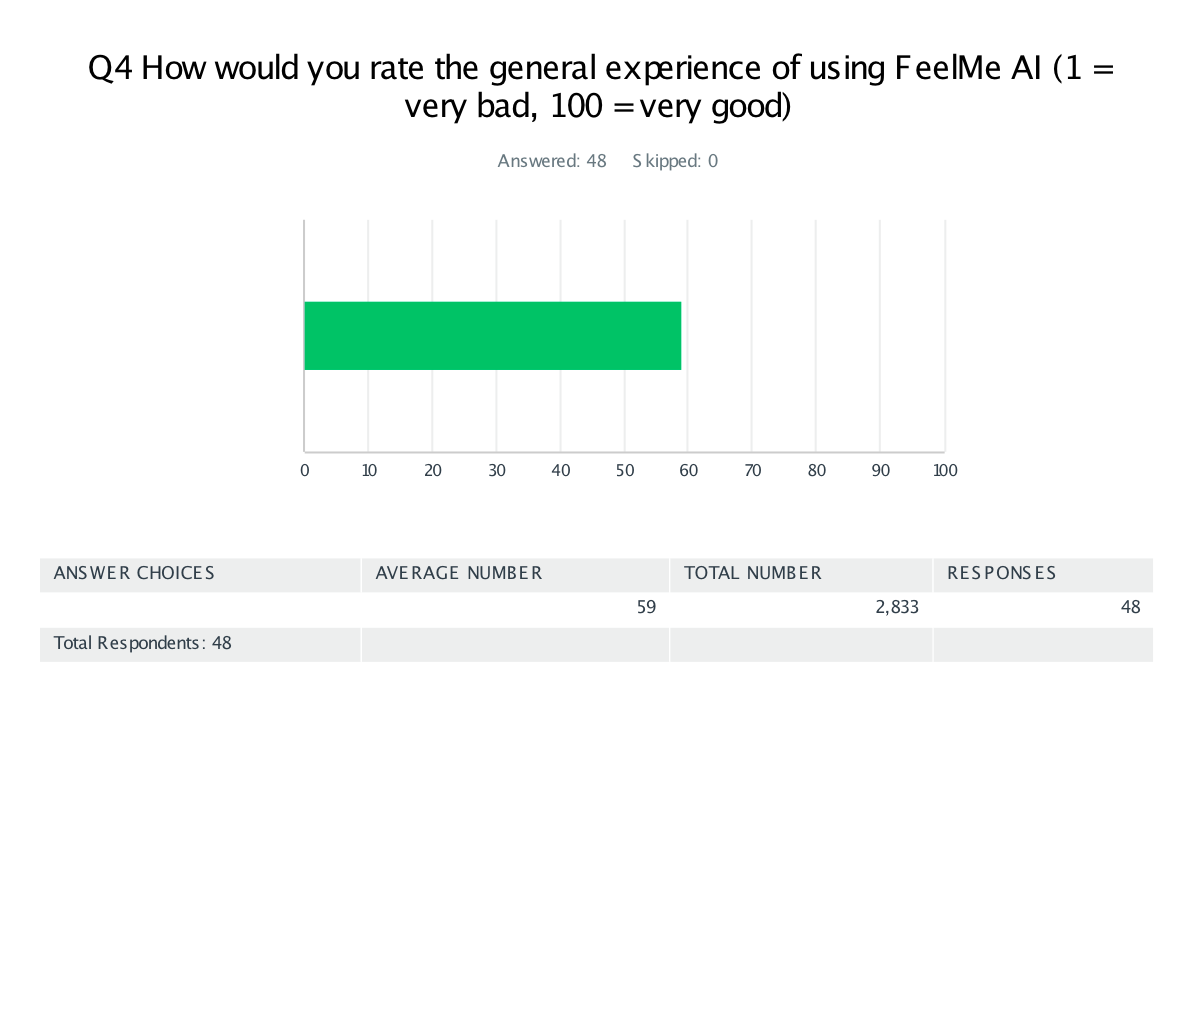 Q4 How would you rate the general experience of using FeelMe AI (1 =
very bad, 100 = very good)
Answered: 48 Skipped: 0
0 10 20 30 40 50 60 70 80 90 100
ANSWER CHOICES AVERAGE NUMBER TOTAL NUMBER RESPONSES
59 2,833 48
Total Respondents: 48